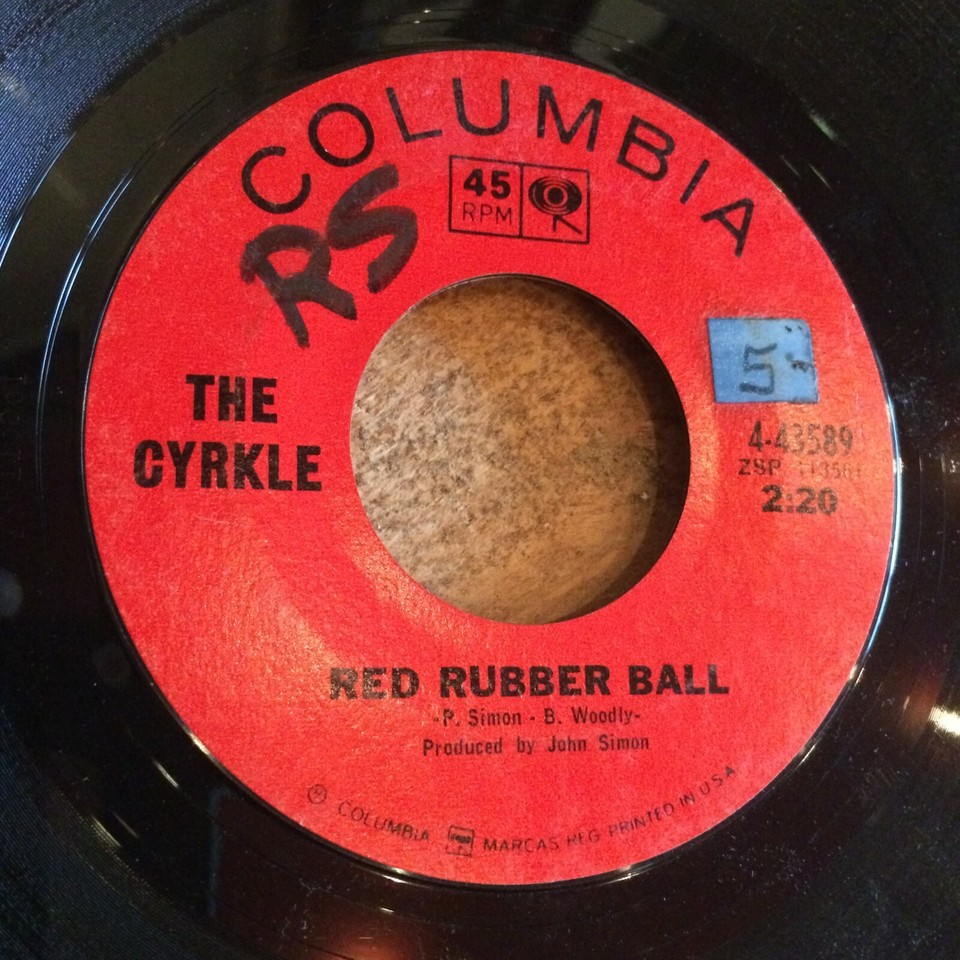 COLUMBIA
45
RPM
RS
5
THE
CYRKLE
4-43589
ZSP
2:20
RED RUBBER BALL
-P. Simon - B. Woodly-
Produced by John Simon
Ⓡ COLUMBIA MARCAS REG PRINTED IN U S A